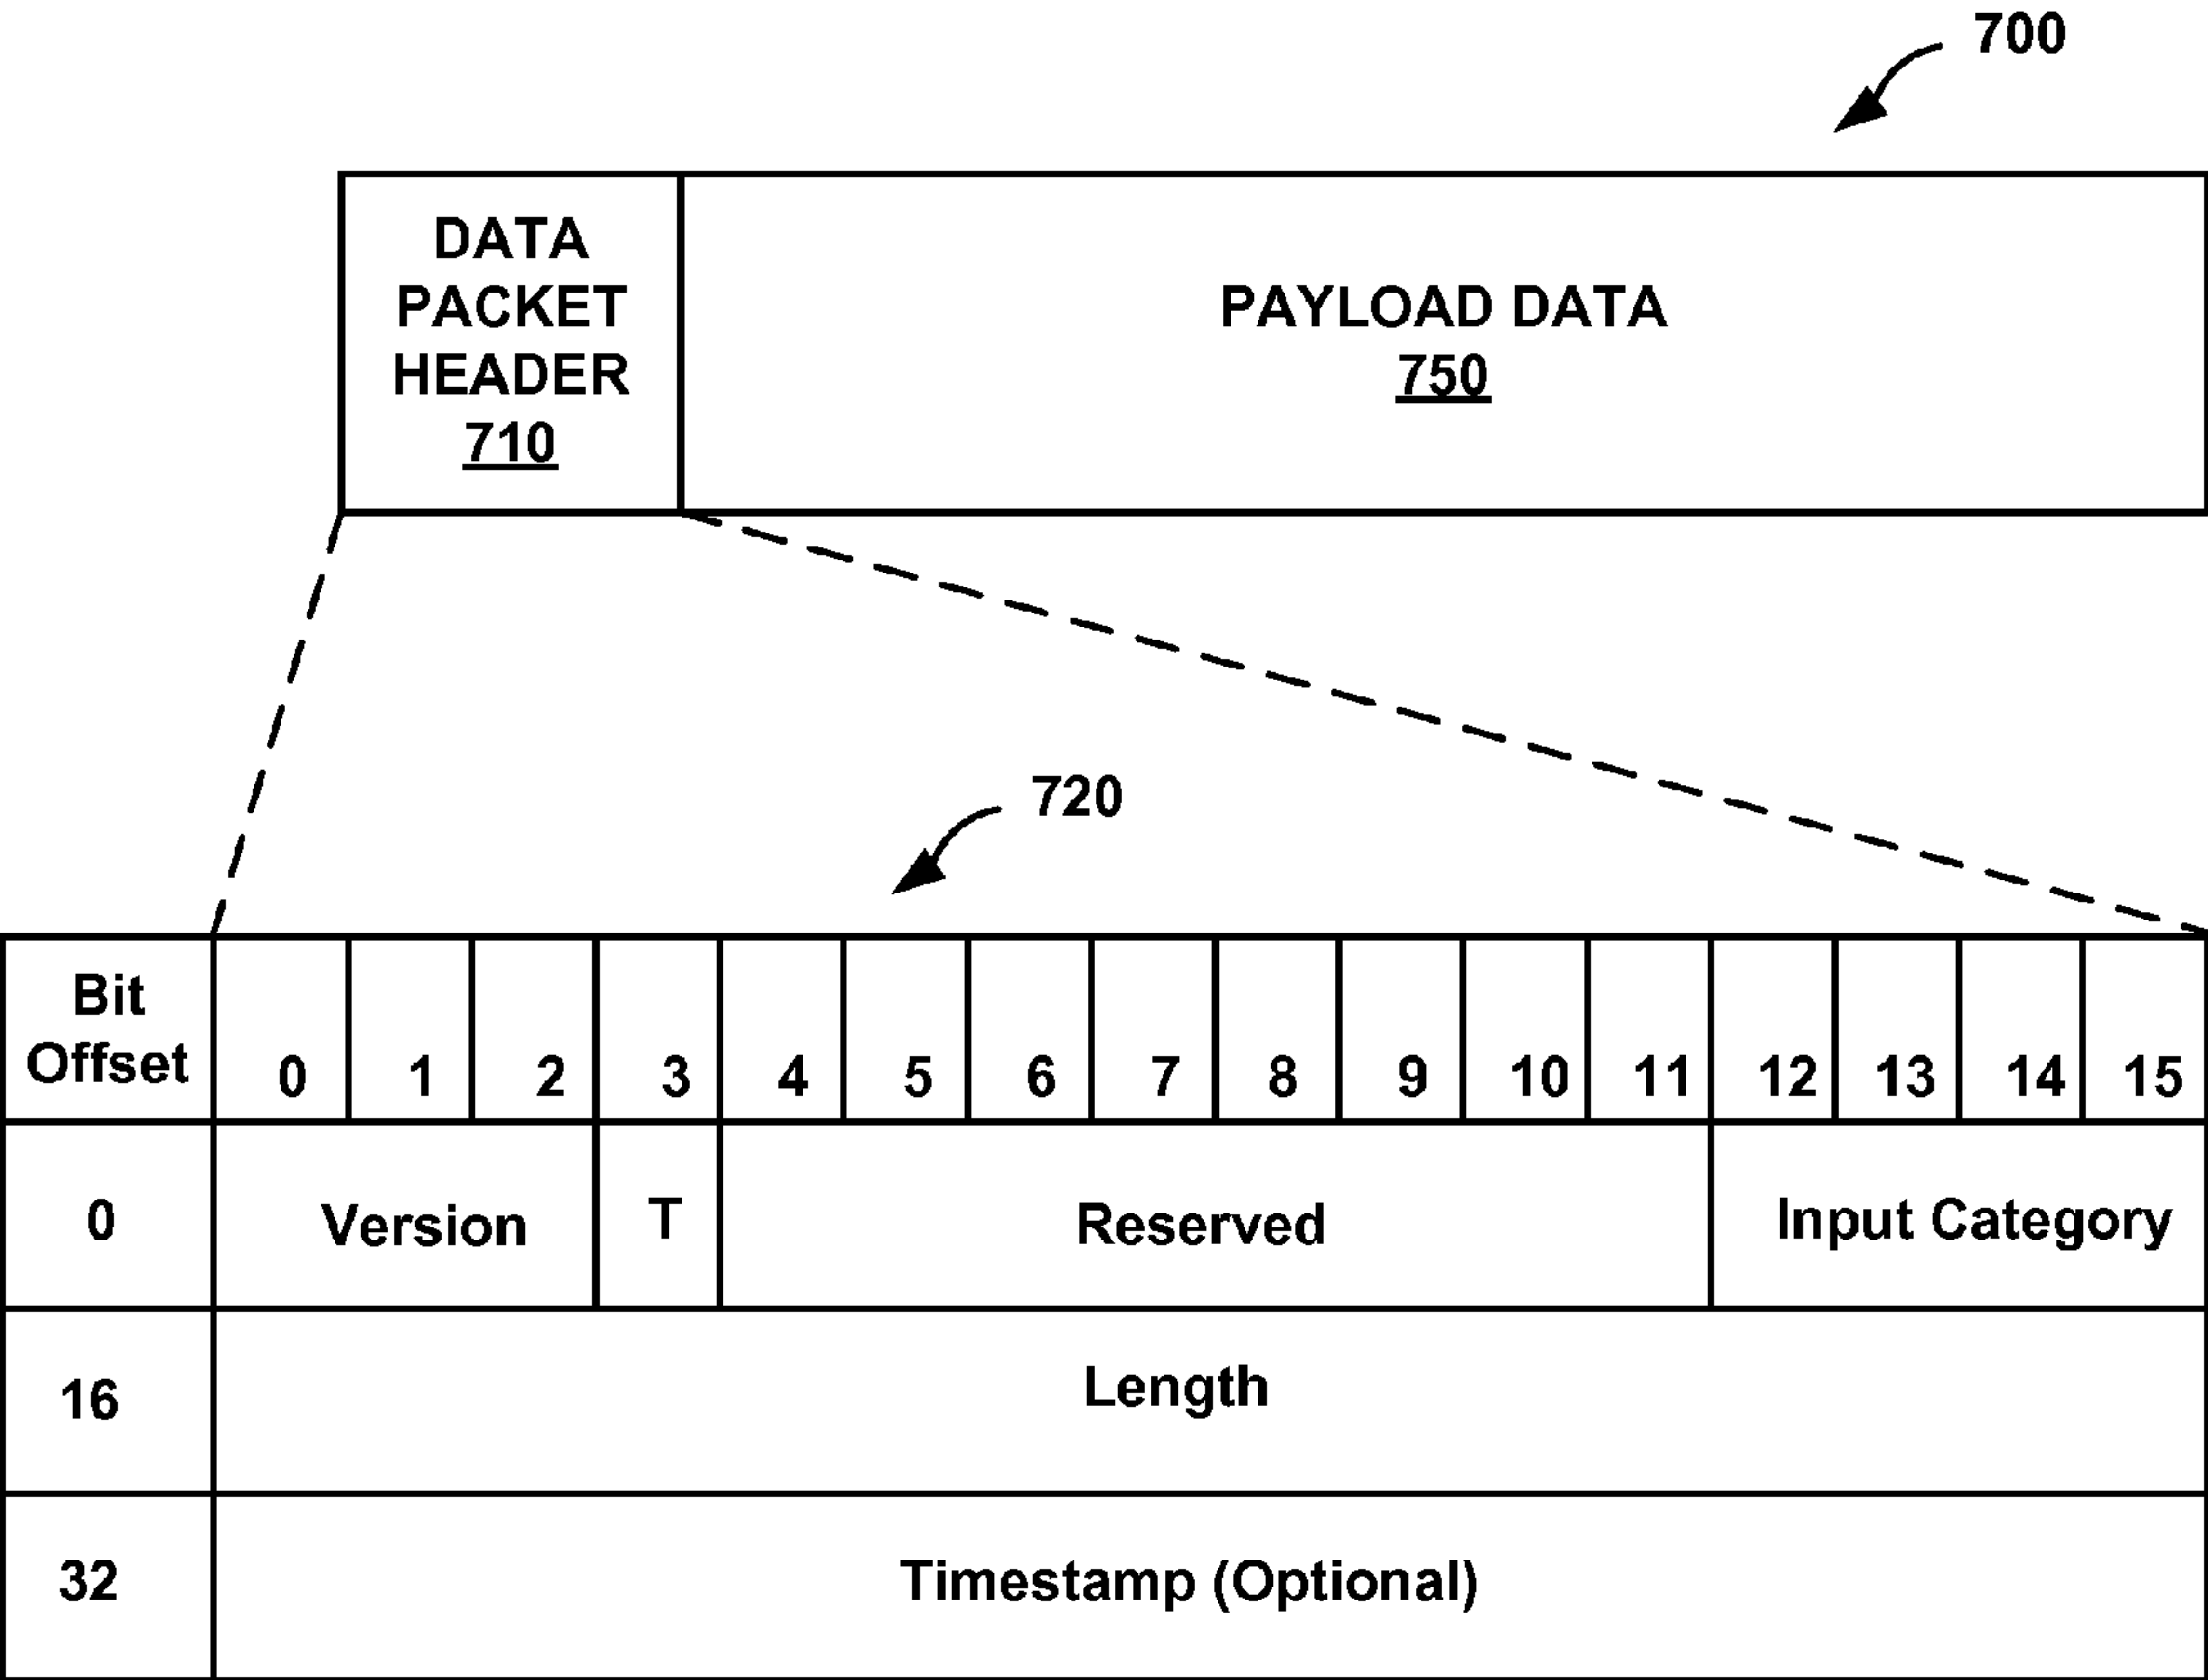 700
DATA
PACKET
HEADER
710
PAYLOAD DATA
750
720
Bit
Offset
0 1 2 3 4 5 6 7 8 9 10 11 12 13 14 15
0 Version T Reserved Input Category
16 Length
32 Timestamp (Optional)